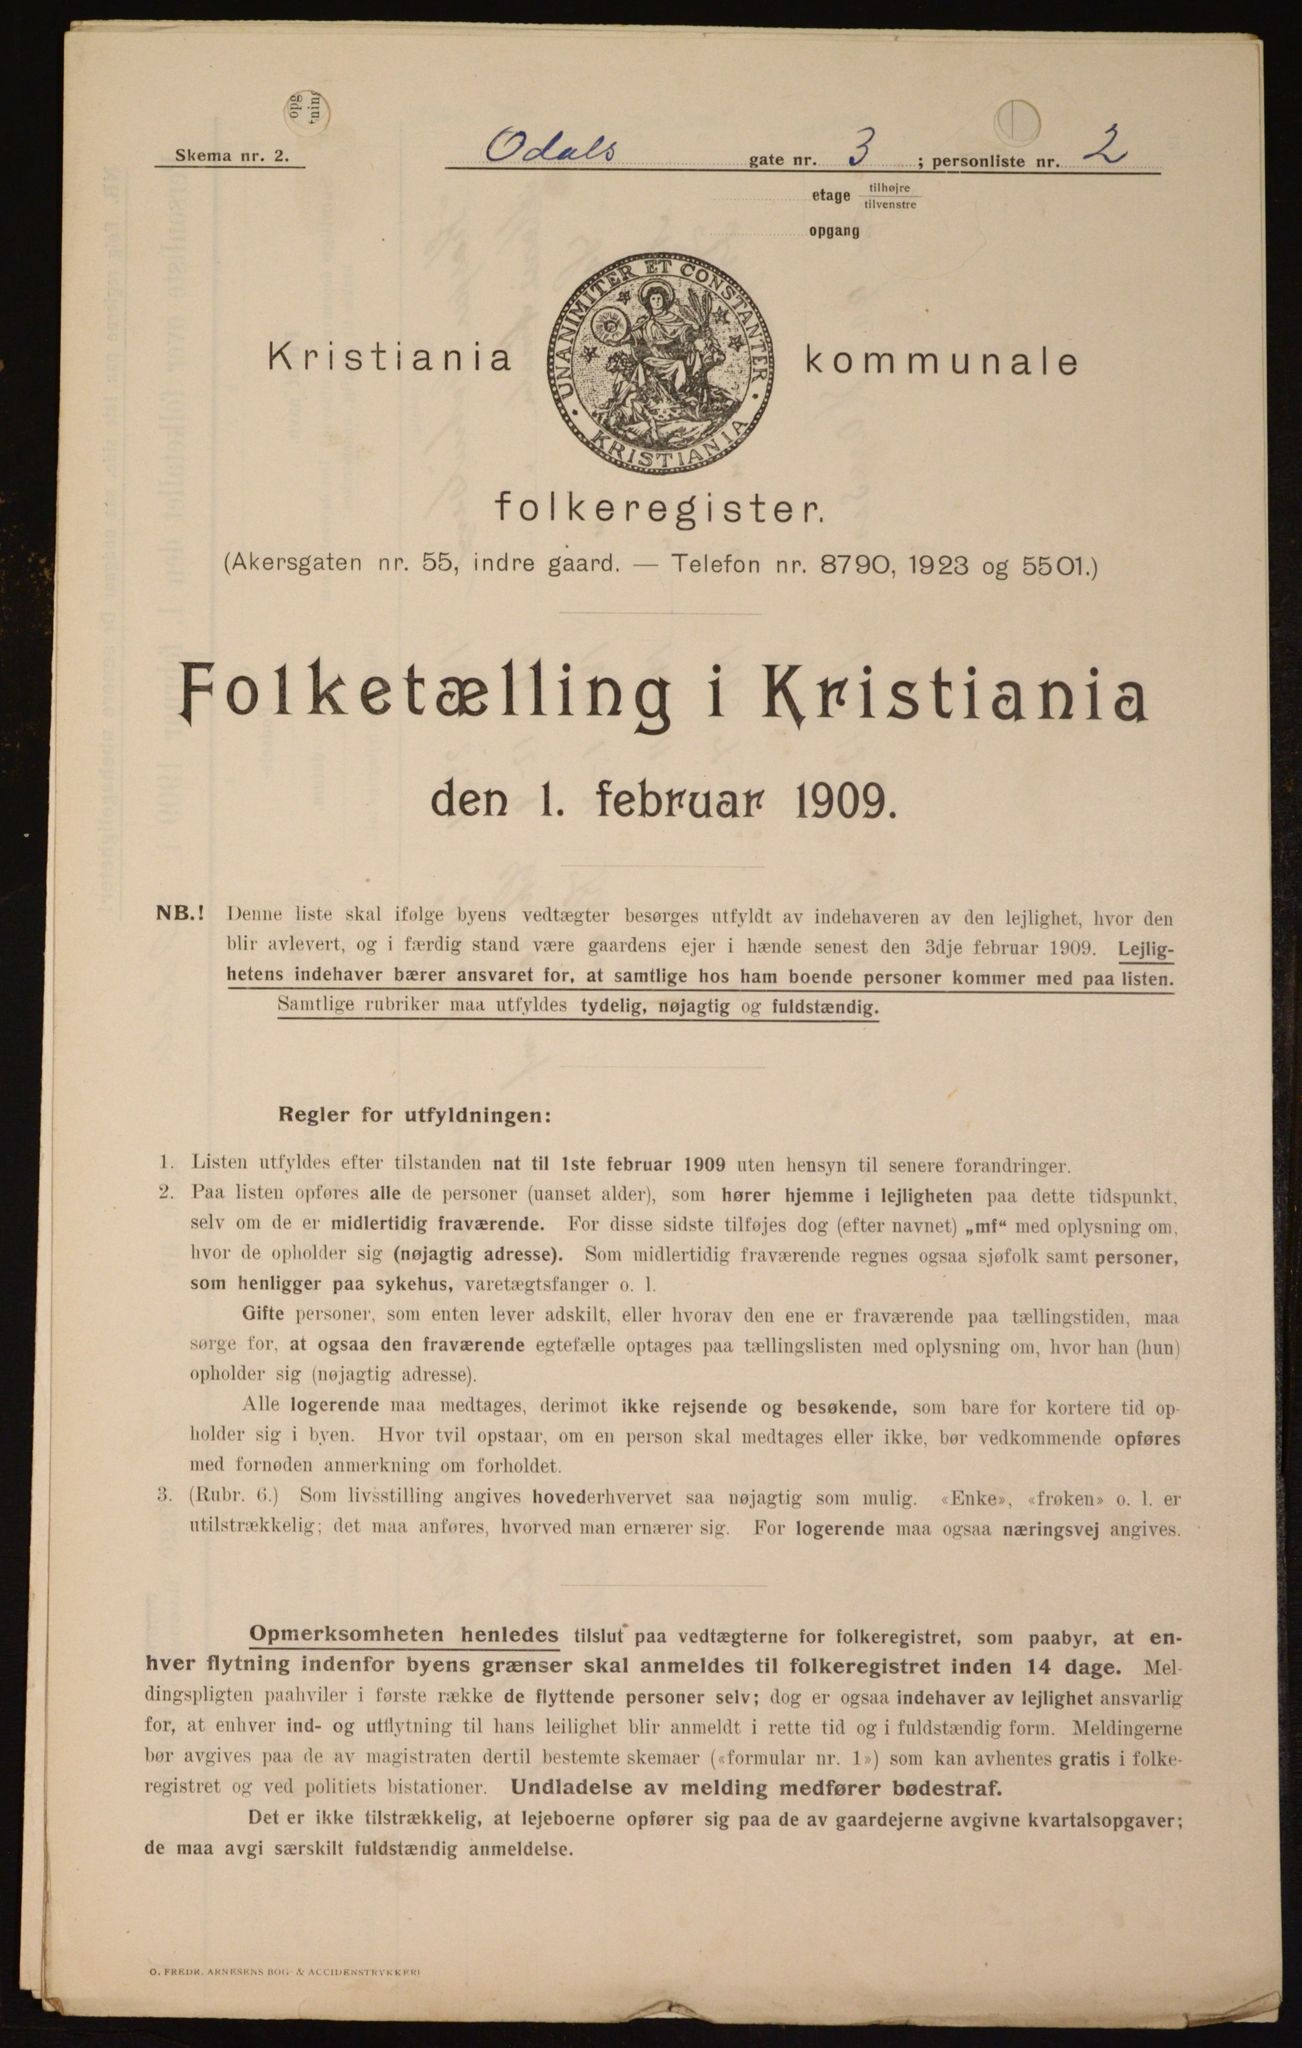 opg
tning
Skema nr. 2.
Odals gate nr. 3 ; personliste nr. 2
etage tilhøjre
tilvenstre
opgang
UNANIMITER ET CONSTANTER
KRISTIANIA
Kristiania kommunale
folkeregister.
(Akersgaten nr. 55, indre gaard. — Telefon nr. 8790, 1923 og 5501.)
Folketælling i Kristiania
den 1. februar 1909.
NB.! Denne liste skal ifølge byens vedtægter besørges utfyldt av indehaveren av den lejlighet, hvor den
blir avlevert, og i færdig stand være gaardens ejer i hænde senest den 3dje februar 1909. Lejlig-
hetens indehaver bærer ansvaret for, at samtlige hos ham boende personer kommer med paa listen.
Samtlige rubriker maa utfyldes tydelig, nøjagtig og fuldstændig.
Regler for utfyldningen:
1. Listen utfyldes efter tilstanden nat til 1ste februar 1909 uten hensyn til senere forandringer.
2. Paa listen opføres alle de personer (uanset alder), som hører hjemme i lejligheten paa dette tidspunkt,
selv om de er midlertidig fraværende. For disse sidste tilføjes dog (efter navnet) „mf“ med oplysning om,
hvor de opholder sig (nøjagtig adresse). Som midlertidig fraværende regnes ogsaa sjøfolk samt personer,
som henligger paa sykehus, varetægtsfanger o. l.
Gifte personer, som enten lever adskilt, eller hvorav den ene er fraværende paa tællingstiden, maa
sørge for, at ogsaa den fraværende egtefælle optages paa tællingslisten med oplysning om, hvor han (hun)
opholder sig (nøjagtig adresse).
Alle logerende maa medtages, derimot ikke rejsende og besøkende, som bare for kortere tid op-
holder sig i byen. Hvor tvil opstaar, om en person skal medtages eller ikke, bør vedkommende opføres
med fornøden anmerkning om forholdet.
3. (Rubr. 6.) Som livsstilling angives hovederhvervet saa nøjagtig som mulig. «Enke», «frøken» o. l. er
utilstrækkelig; det maa anføres, hvorved man ernærer sig. For logerende maa ogsaa næringsvej angives.
Opmerksomheten henledes tilslut paa vedtægterne for folkeregistret, som paabyr, at en-
hver flytning indenfor byens grænser skal anmeldes til folkeregistret inden 14 dage. Mel-
dingspligten paahviler i første række de flyttende personer selv; dog er ogsaa indehaver av lejlighet ansvarlig
for, at enhver ind- og utflytning til hans leilighet blir anmeldt i rette tid og i fuldstændig form. Meldingerne
bør avgives paa de av magistraten dertil bestemte skemaer («formular nr. 1») som kan avhentes gratis i folke-
registret og ved politiets bistationer. Undladelse av melding medfører bødestraf.
Det er ikke tilstrækkelig, at lejeboerne opfører sig paa de av gaardejerne avgivne kvartalsopgaver;
de maa avgi særskilt fuldstændig anmeldelse.
O. FREDR. ARNESENS BOG- & ACCIDENSTRYKKERI